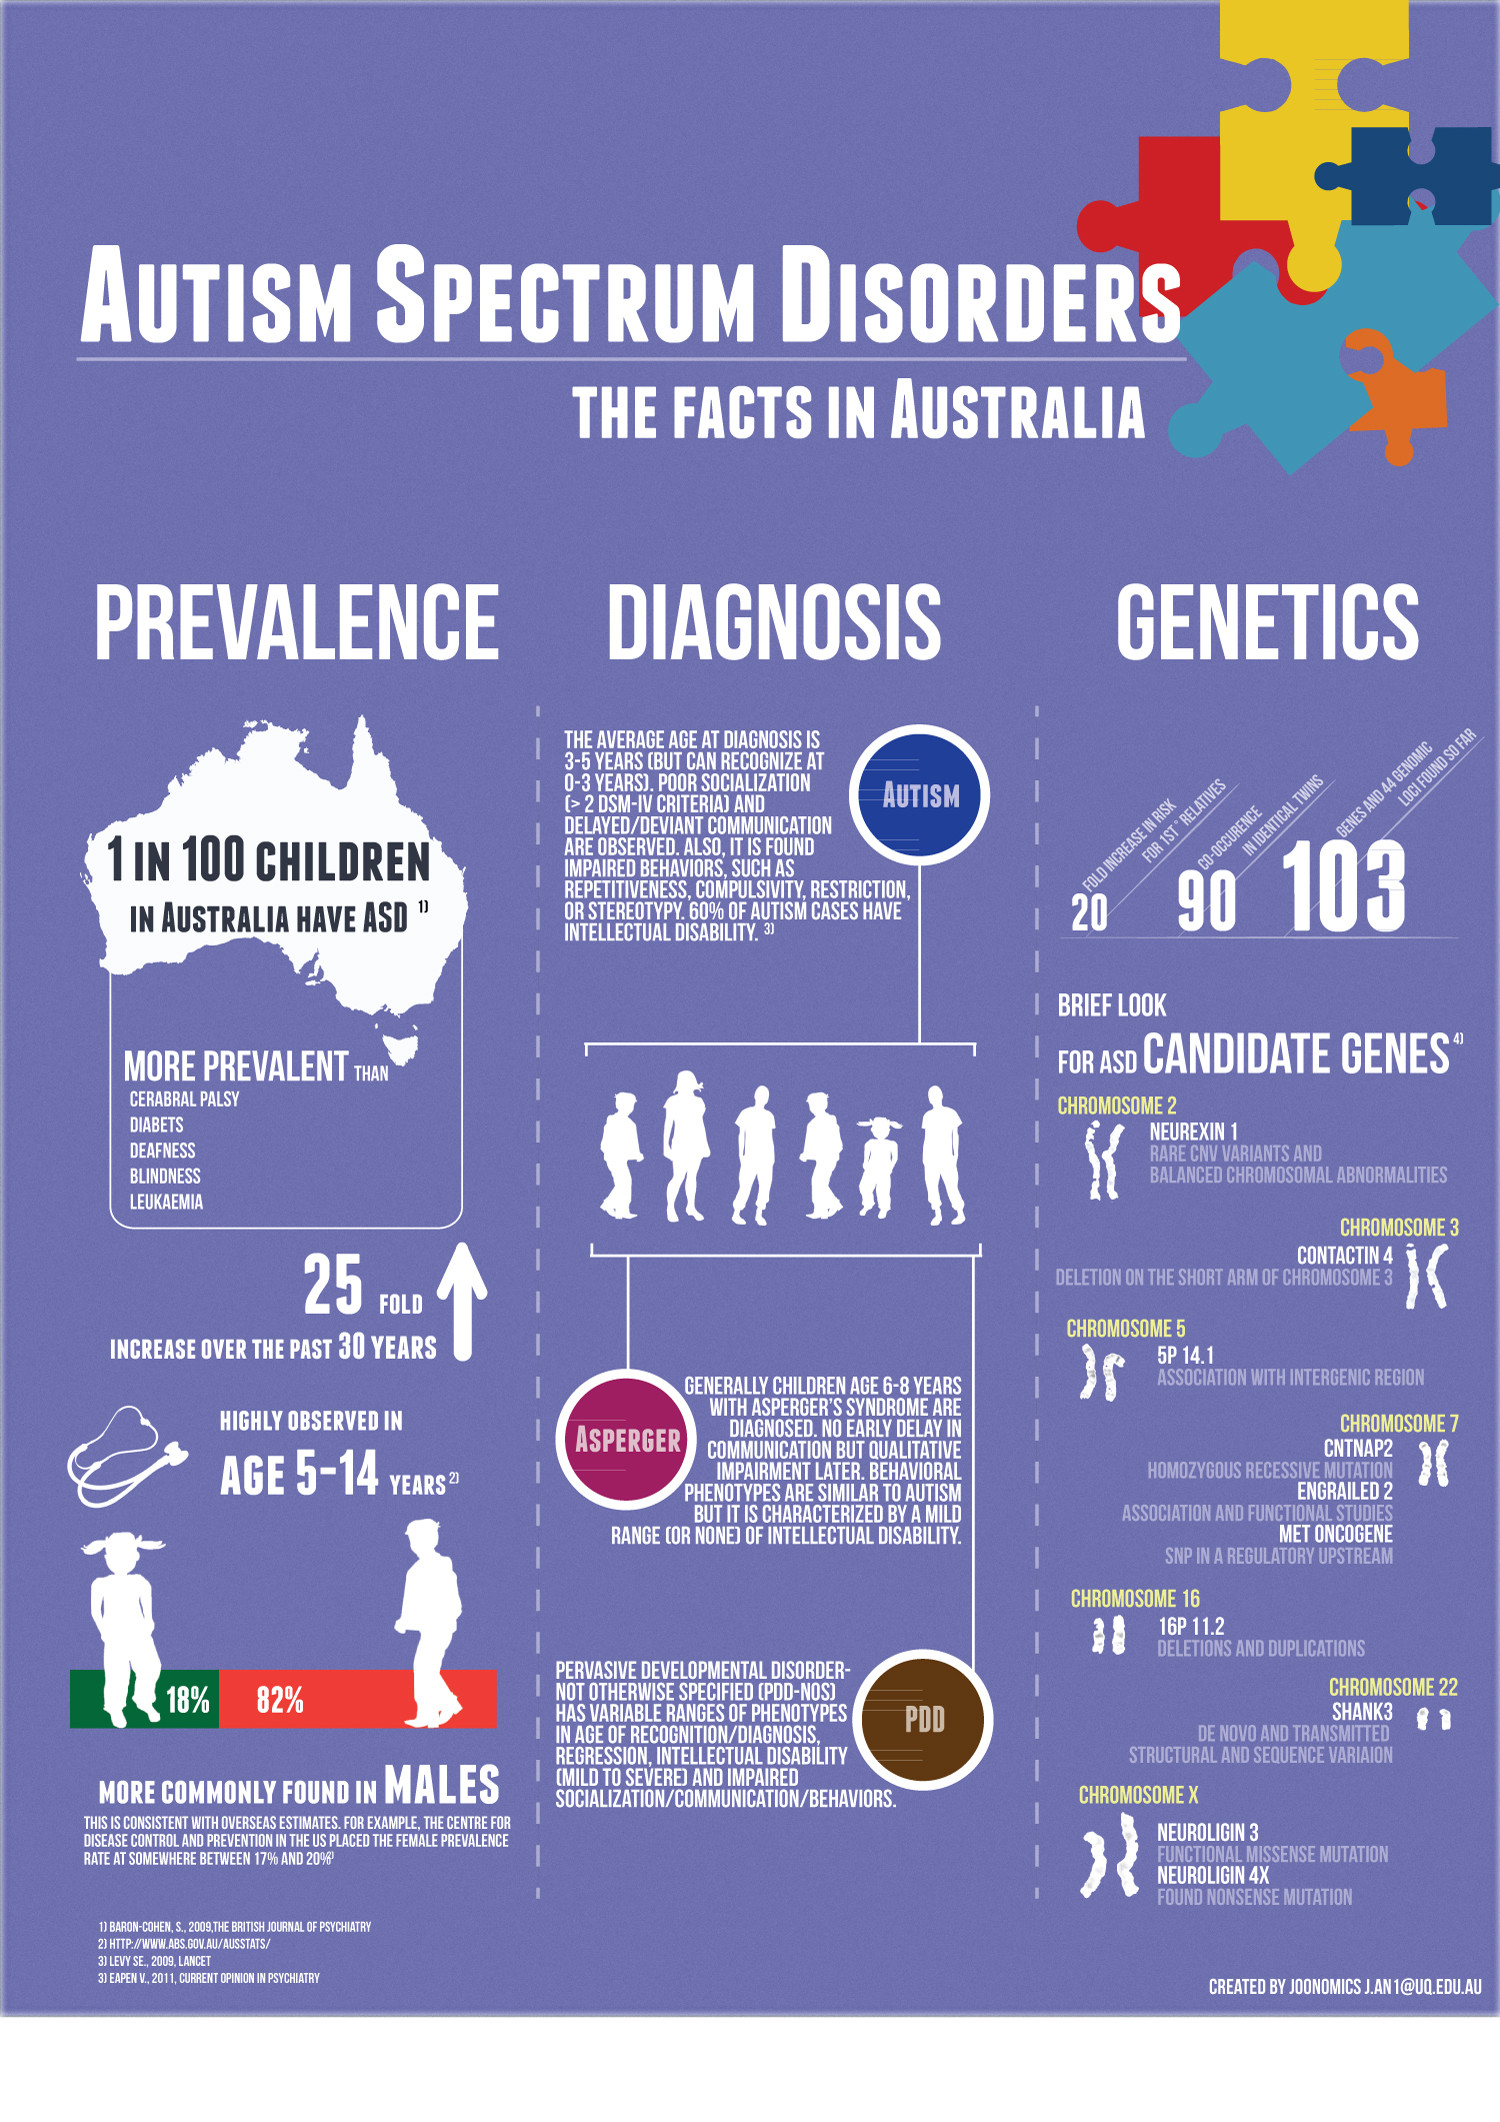 Autism Spectrum Disorders
the facts in Australia
PREVALENCE
1 in 100 children
in Australia have ASD 1)
MORE PREVALENT THAN
CERABRAL PALSY
DIABETS
DEAFNESS
BLINDNESS
LEUKAEMIA
25 fold
increase over the past 30 years
highly observed in
age 5-14 years 2)
18% 82%
more commonly found in males
THIS IS CONSISTENT WITH OVERSEAS ESTIMATES. FOR EXAMPLE, THE CENTRE FOR
DISEASE CONTROL AND PREVENTION IN THE US PLACED THE FEMALE PREVALENCE
RATE AT SOMEWHERE BETWEEN 17% AND 20% 2)
1) BARON-COHEN, S., 2009,THE BRITISH JOURNAL OF PSYCHIATRY
2) HTTP://WWW.ABS.GOV.AU/AUSSTATS/
3) LEVY SE., 2009, LANCET
3) EAPEN V., 2011, CURRENT OPINION IN PSYCHIATRY
DIAGNOSIS
THE AVERAGE AGE AT DIAGNOSIS IS
3-5 YEARS (BUT CAN RECOGNIZE AT
0-3 YEARS). POOR SOCIALIZATION
(> 2 DSM-IV CRITERIA) AND
DELAYED/DEVIANT COMMUNICATION
ARE OBSERVED. ALSO, IT IS FOUND
IMPAIRED BEHAVIORS, SUCH AS
REPETITIVENESS, COMPULSIVITY, RESTRICTION,
OR STEREOTYPY. 60% OF AUTISM CASES HAVE
INTELLECTUAL DISABILITY. 3)
Autism
Asperger
GENERALLY CHILDREN AGE 6-8 YEARS
WITH ASPERGER'S SYNDROME ARE
DIAGNOSED. NO EARLY DELAY IN
COMMUNICATION BUT QUALITATIVE
IMPAIRMENT LATER. BEHAVIORAL
PHENOTYPES ARE SIMILAR TO AUTISM
BUT IT IS CHARACTERIZED BY A MILD
RANGE (OR NONE) OF INTELLECTUAL DISABILITY.
PERVASIVE DEVELOPMENTAL DISORDER-
NOT OTHERWISE SPECIFIED (PDD-NOS)
HAS VARIABLE RANGES OF PHENOTYPES
IN AGE OF RECOGNITION/DIAGNOSIS,
REGRESSION, INTELLECTUAL DISABILITY
(MILD TO SEVERE) AND IMPAIRED
SOCIALIZATION/COMMUNICATION/BEHAVIORS.
PDD
GENETICS
20
FOLD INCREASE IN RISK
FOR 1ST° RELATIVES
90
CO-OCCURENCE
IN IDENTICAL TWINS
103
GENES AND 44 GENOMIC
LOCI FOUND SO FAR
BRIEF LOOK
FOR ASD CANDIDATE GENES 4)
CHROMOSOME 2
NEUREXIN 1
RARE CNV VARIANTS AND
BALANCED CHROMOSOMAL ABNORMALITIES
CHROMOSOME 3
CONTACTIN 4
DELETION ON THE SHORT ARM OF CHROMOSOME 3
CHROMOSOME 5
5P 14.1
ASSOCIATION WITH INTERGENIC REGION
CHROMOSOME 7
CNTNAP2
HOMOZYGOUS RECESSIVE MUTATION
ENGRAILED 2
ASSOCIATION AND FUNCTIONAL STUDIES
MET ONCOGENE
SNP IN A REGULATORY UPSTREAM
CHROMOSOME 16
16P 11.2
DELETIONS AND DUPLICATIONS
CHROMOSOME 22
SHANK3
DE NOVO AND TRANSMITTED
STRUCTURAL AND SEQUENCE VARIAION
CHROMOSOME X
NEUROLIGIN 3
FUNCTIONAL MISSENSE MUTATION
NEUROLIGIN 4X
FOUND NONSENSE MUTATION
CREATED BY JOONOMICS J.AN1@UQ.EDU.AU